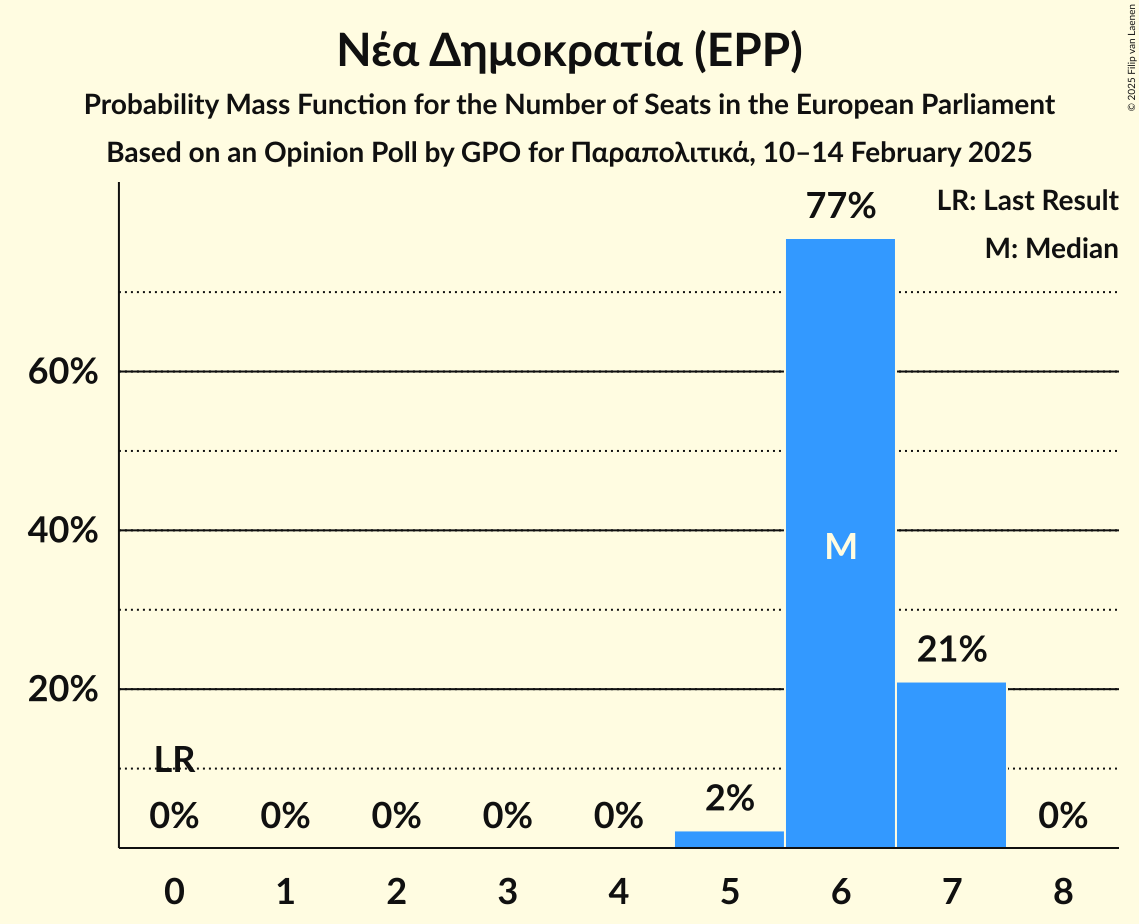 Νέα Δημοκρατία (EPP)
Probability Mass Function for the Number of Seats in the European Parliament
Based on an Opinion Poll by GPO for Παραπολιτικά, 10–14 February 2025
© 2025 Filip van Laenen
LR: Last Result
M: Median
77%
60%
40%
M
21%
20%
LR
0% 0% 0% 0% 0% 2% 0%
0 1 2 3 4 5 6 7 8